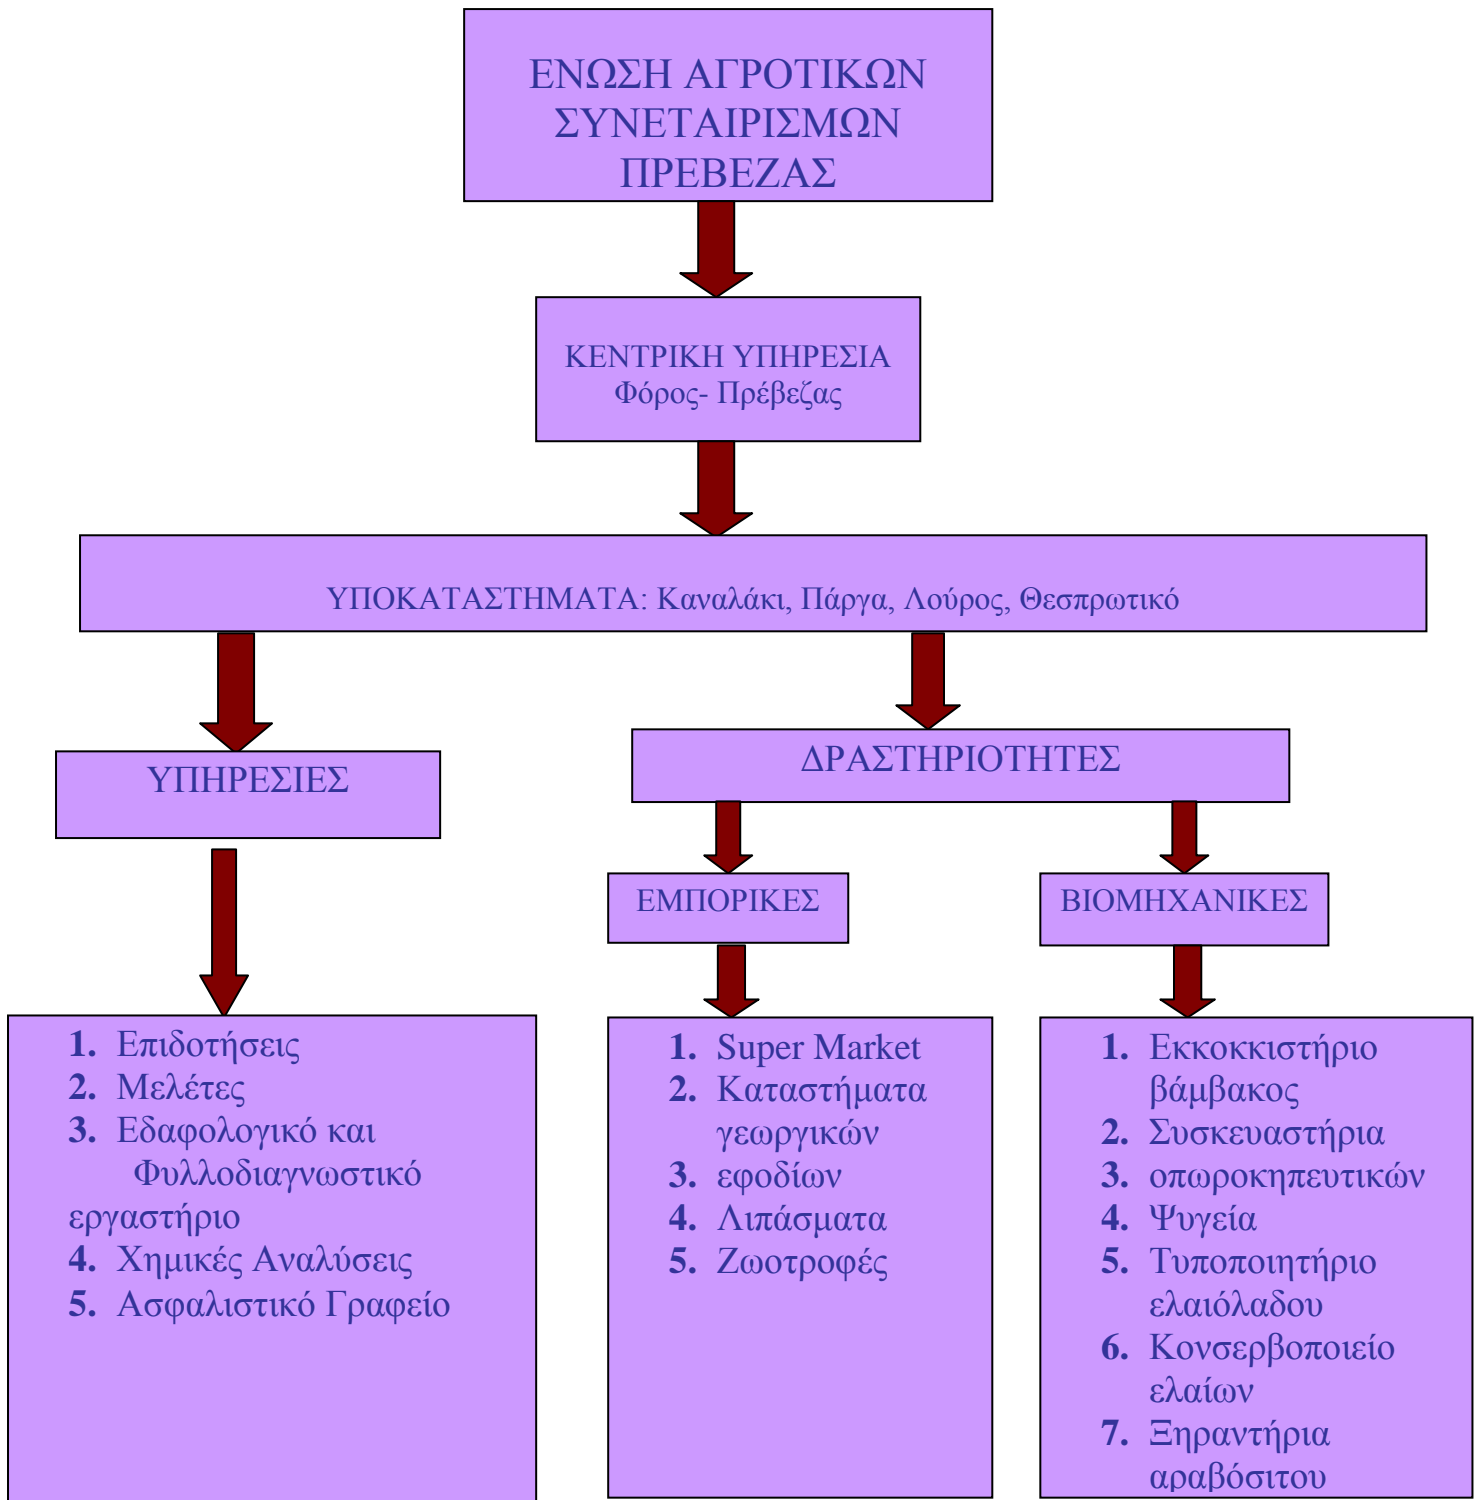 ΕΝΩΣΗ ΑΓΡΟΤΙΚΩΝ
ΣΥΝΕΤΑΙΡΙΣΜΩΝ
ΠΡΕΒΕΖΑΣ
ΚΕΝΤΡΙΚΗ ΥΠΗΡΕΣΙΑ
Φόρος- Πρέβεζας
ΥΠΟΚΑΤΑΣΤΗΜΑΤΑ: Καναλάκι, Πάργα, Λούρος, Θεσπρωτικό
ΥΠΗΡΕΣΙΕΣ
ΔΡΑΣΤΗΡΙΟΤΗΤΕΣ
ΕΜΠΟΡΙΚΕΣ
ΒΙΟΜΗΧΑΝΙΚΕΣ
1. Επιδοτήσεις
2. Μελέτες
3. Εδαφολογικό και
Φυλλοδιαγνωστικό
εργαστήριο
4. Χημικές Αναλύσεις
5. Ασφαλιστικό Γραφείο
1. Super Market
2. Καταστήματα
γεωργικών
3. εφοδίων
4. Λιπάσματα
5. Ζωοτροφές
1. Εκκοκκιστήριο
βάμβακος
2. Συσκευαστήρια
3. οπωροκηπευτικών
4. Ψυγεία
5. Τυποποιητήριο
ελαιόλαδου
6. Κονσερβοποιείο
ελαίων
7. Ξηραντήρια
αραβόσιτου